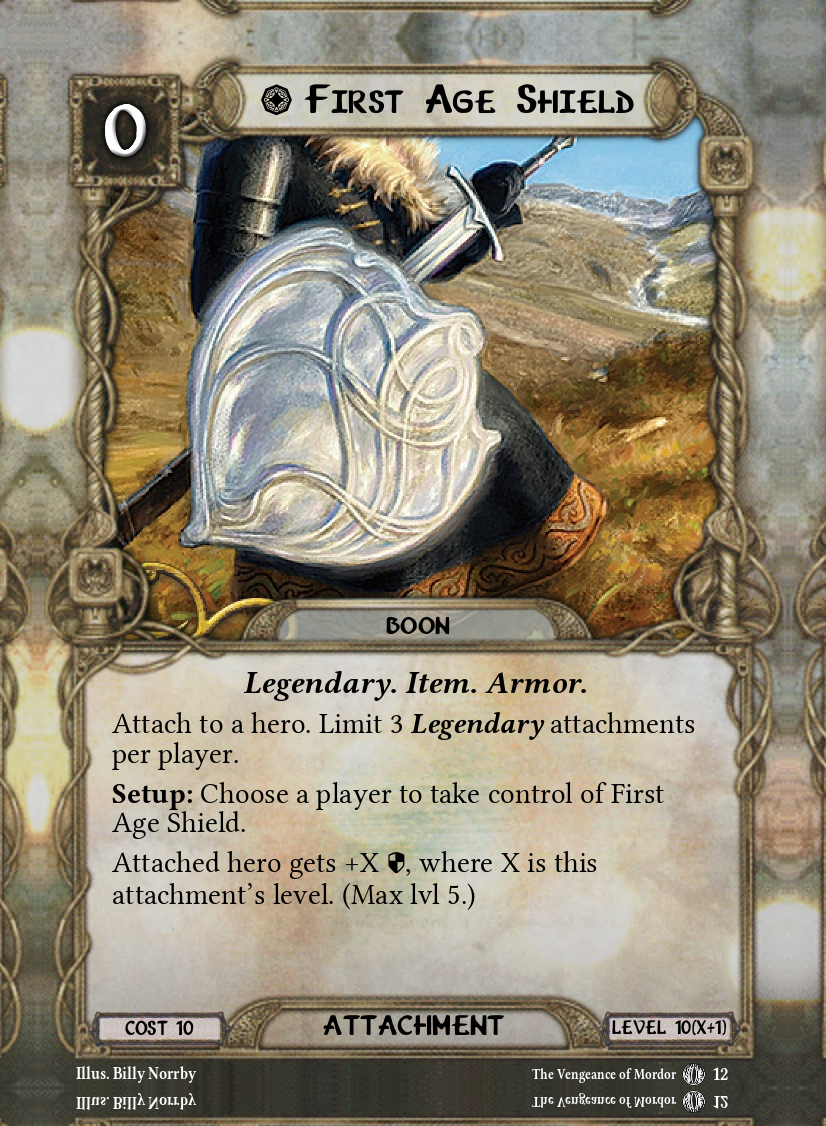 0
First Age Shield
BOON
Legendary. Item. Armor.
Attach to a hero. Limit 3 Legendary attachments
per player.
Setup: Choose a player to take control of First
Age Shield.
Attached hero gets +X , where X is this
attachment's level. (Max lvl 5.)
COST 10
ATTACHMENT
LEVEL 10(X+1)
Illus. Billy Norrby
The Vengeance of Mordor 12
Illus. Billy Norrby
The Vengeance of Mordor 12